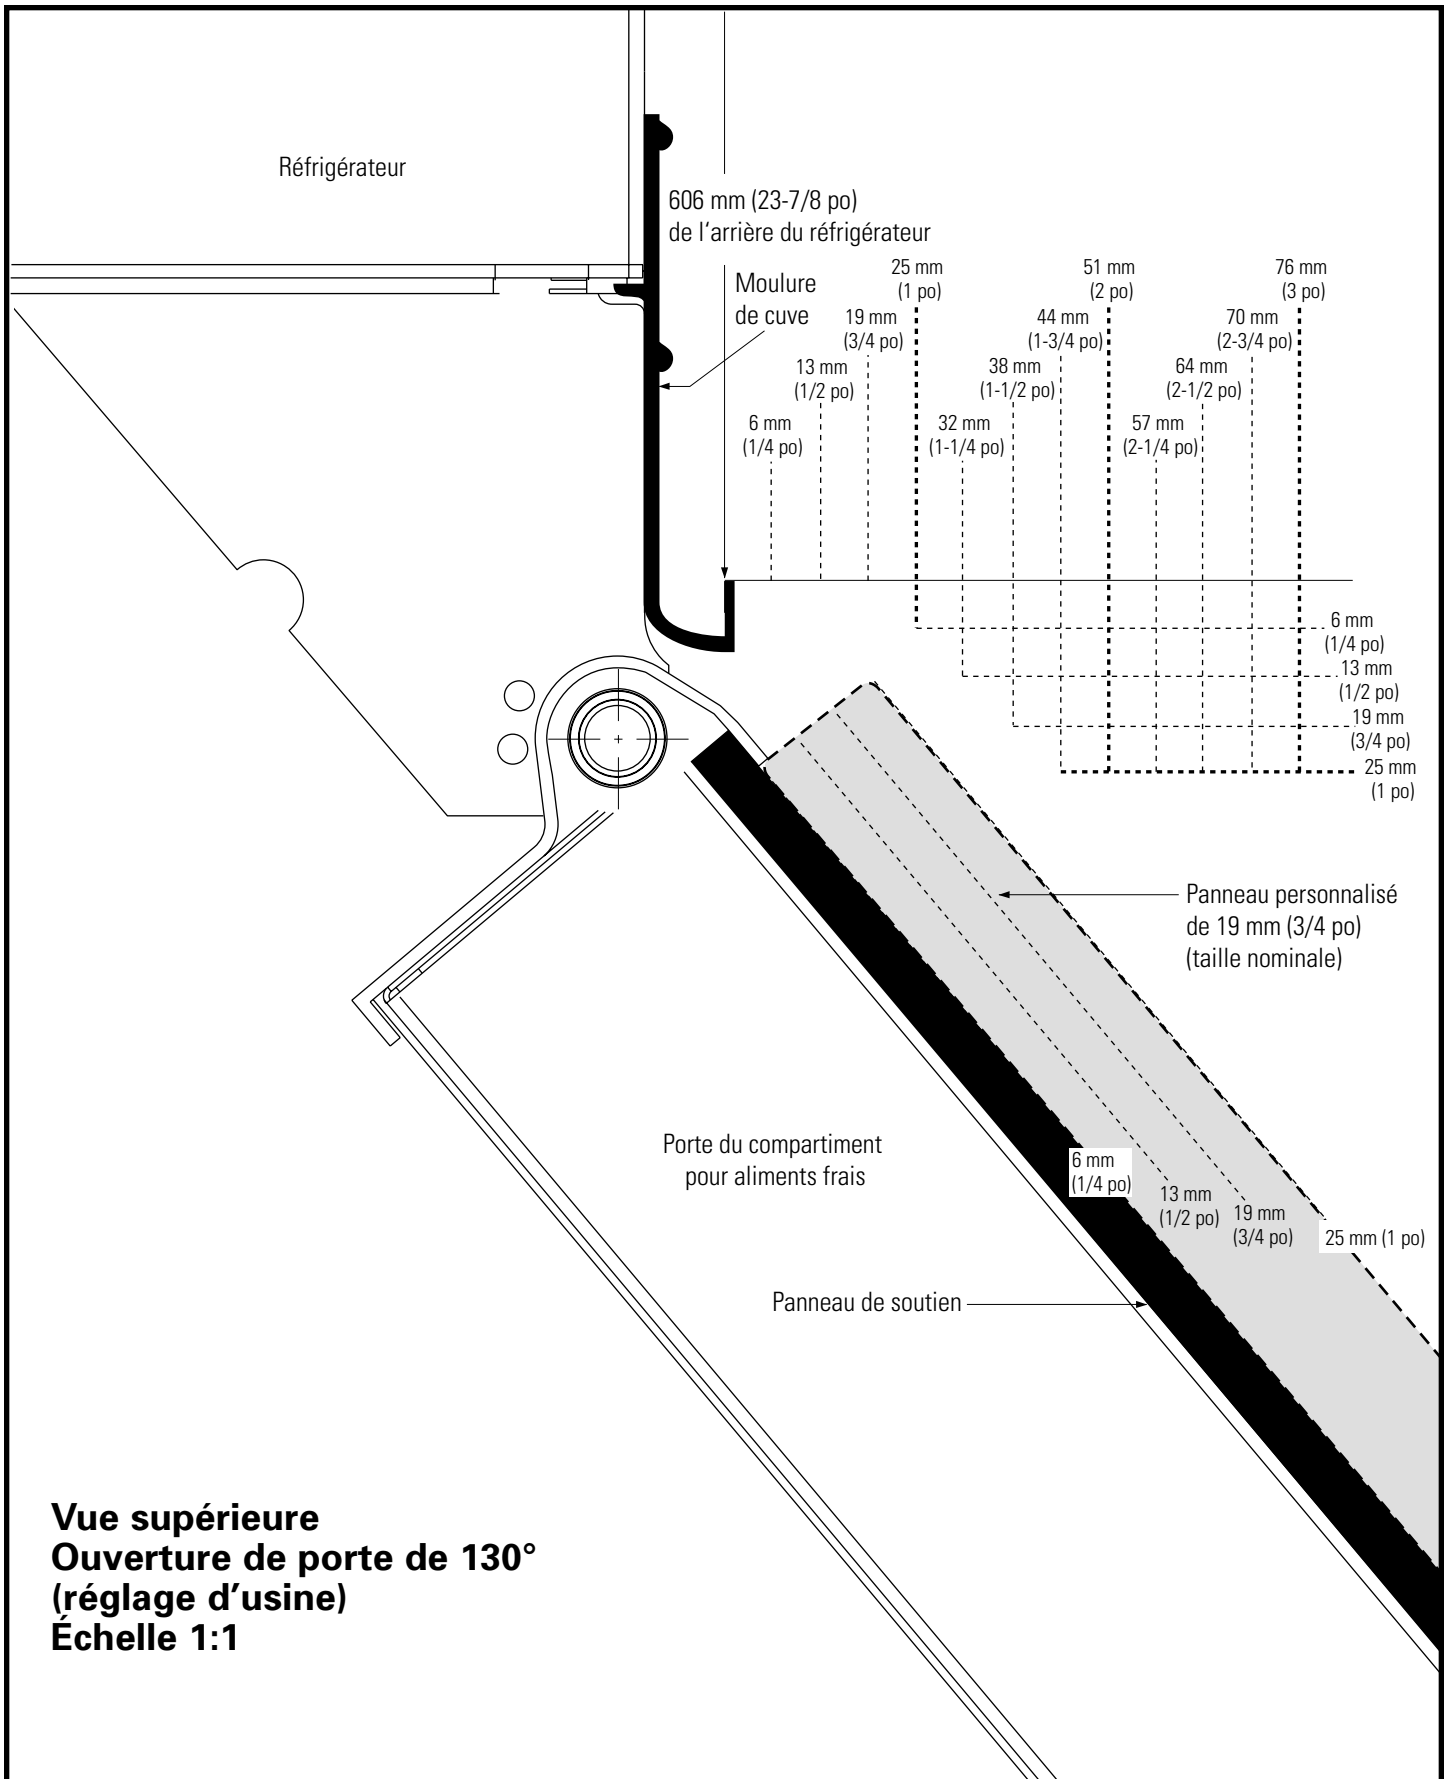 Réfrigérateur
606 mm (23-7/8 po)
de l'arrière du réfrigérateur
Moulure
de cuve
25 mm
(1 po)
51 mm
(2 po)
76 mm
(3 po)
19 mm
(3/4 po)
44 mm
(1-3/4 po)
70 mm
(2-3/4 po)
13 mm
(1/2 po)
38 mm
(1-1/2 po)
64 mm
(2-1/2 po)
6 mm
(1/4 po)
32 mm
(1-1/4 po)
57 mm
(2-1/4 po)
6 mm
(1/4 po)
13 mm
(1/2 po)
19 mm
(3/4 po)
25 mm
(1 po)
Panneau personnalisé
de 19 mm (3/4 po)
(taille nominale)
Porte du compartiment
pour aliments frais
6 mm
(1/4 po)
13 mm
(1/2 po)
19 mm
(3/4 po)
25 mm (1 po)
Panneau de soutien
Vue supérieure
Ouverture de porte de 130°
(réglage d'usine)
Échelle 1:1